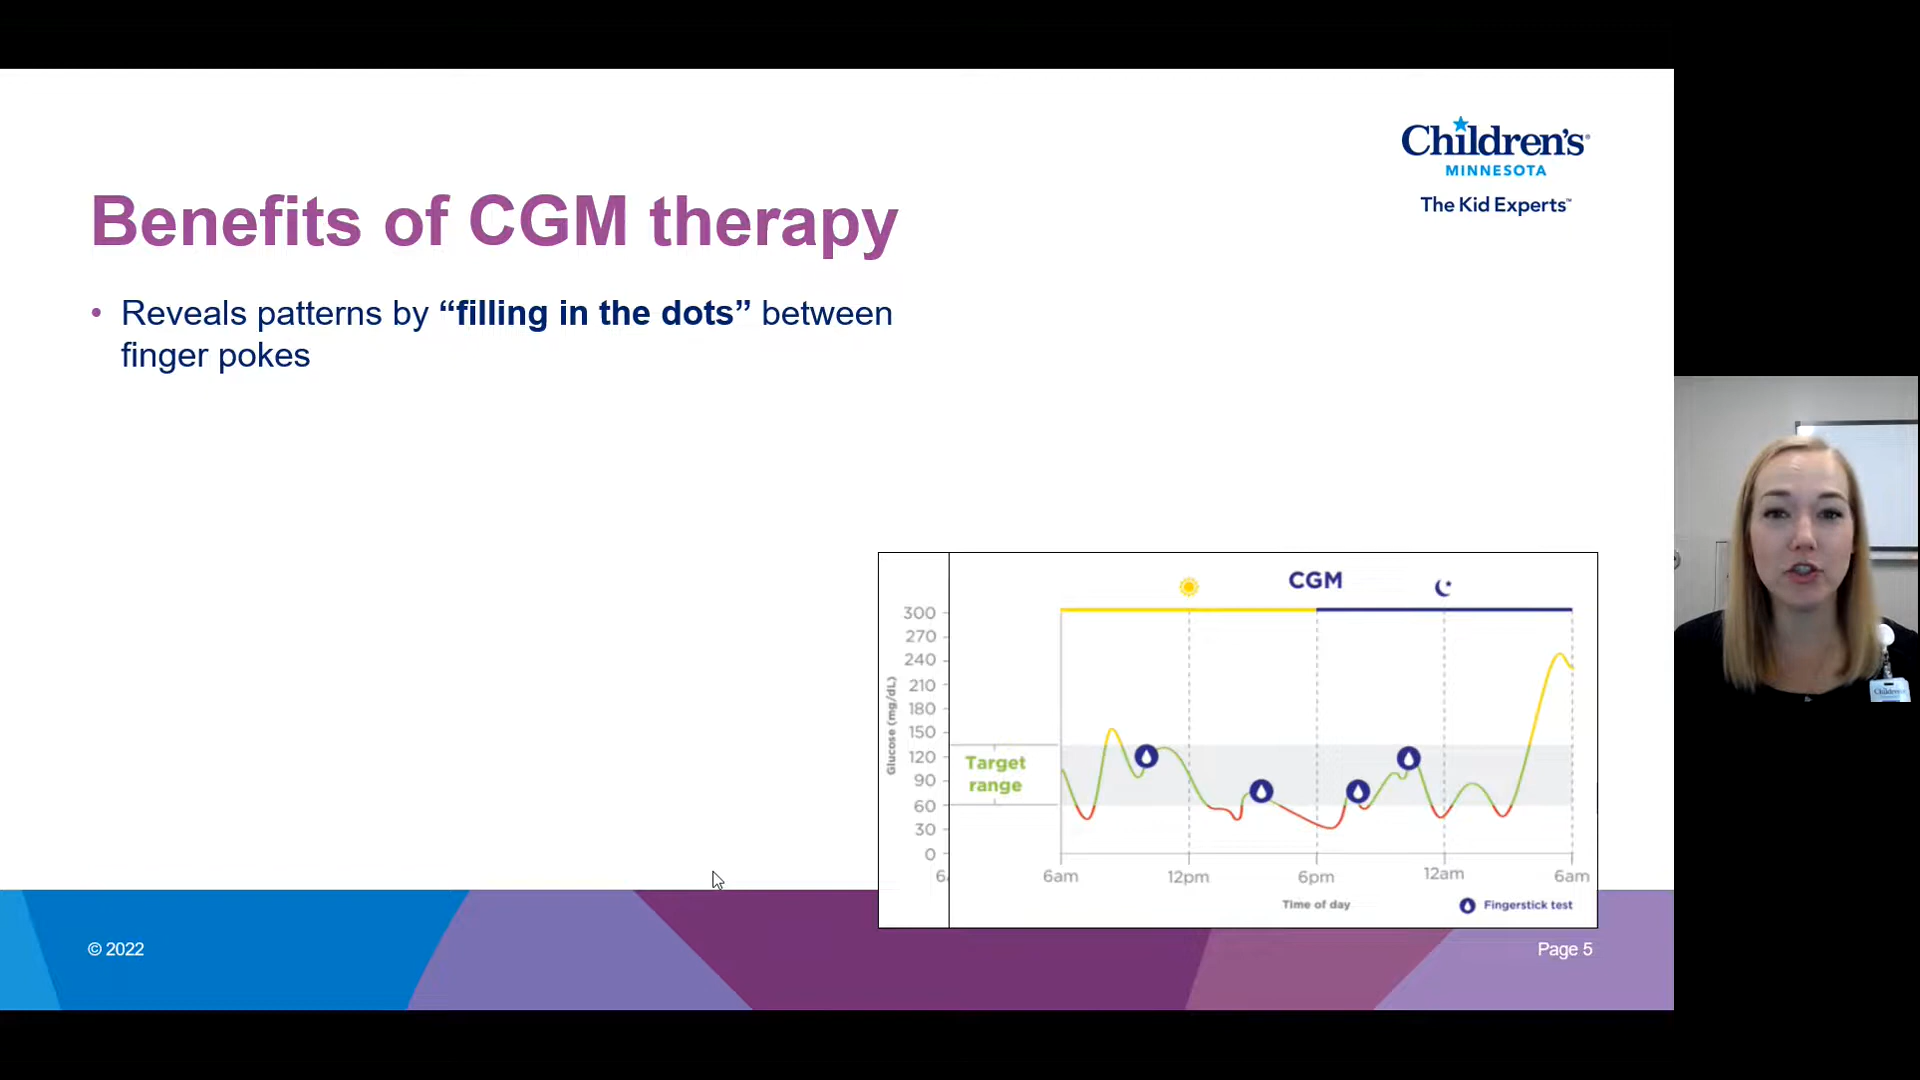 Children's®
MINNESOTA
The Kid Experts™
Benefits of CGM therapy
• Reveals patterns by “filling in the dots” between
finger pokes
CGM
300
270
240
210
180
150
120
90
60
30
0
Glucose (mg/dL)
Target
range
6am
12pm
6pm
12am
6am
Time of day
Fingerstick test
© 2022
Page 5
Children's